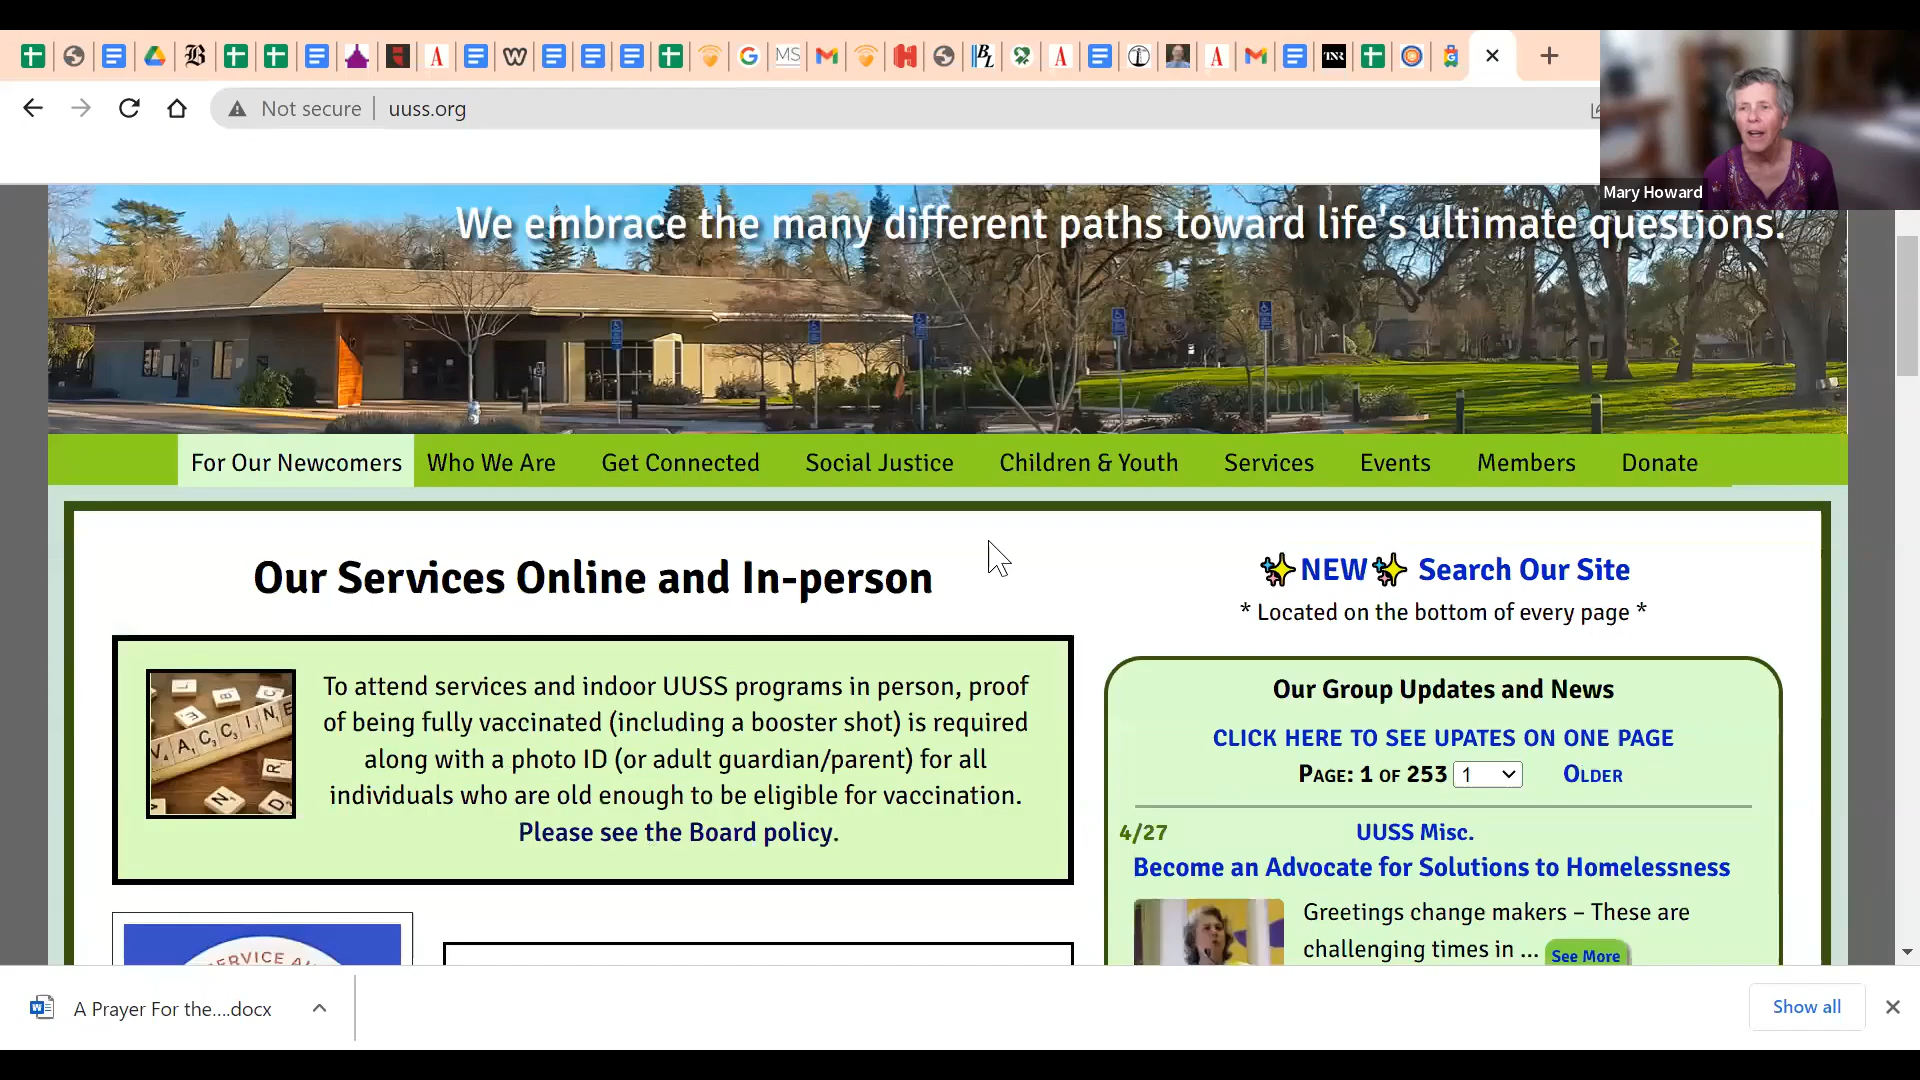 MS
TNR
Not secure
uuss.org
Mary Howard
We embrace the many different paths toward life's ultimate questions.
For Our Newcomers
Who We Are
Get Connected
Social Justice
Children & Youth
Services
Events
Members
Donate
Our Services Online and In-person
To attend services and indoor UUSS programs in person, proof
of being fully vaccinated (including a booster shot) is required
along with a photo ID (or adult guardian/parent) for all
individuals who are old enough to be eligible for vaccination.
Please see the Board policy.
VACCINE
NEW Search Our Site
* Located on the bottom of every page *
Our Group Updates and News
CLICK HERE TO SEE UPATES ON ONE PAGE
PAGE: 1 OF 253 1 OLDER
4/27 UUSS Misc.
Become an Advocate for Solutions to Homelessness
Greetings change makers – These are
challenging times in ... See More
A Prayer For the....docx
Show all